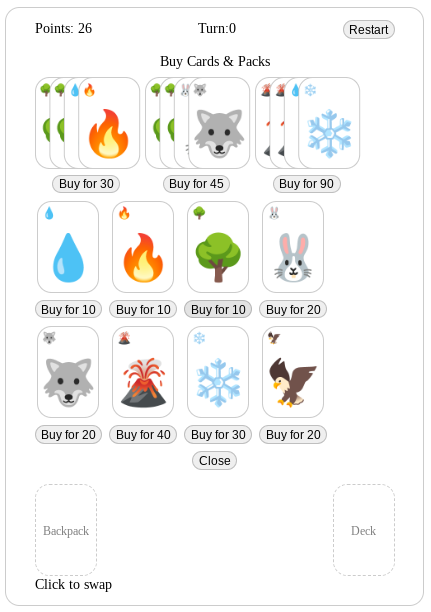 Points: 26 Turn:0 Restart
Buy Cards & Packs
Buy for 30 Buy for 45 Buy for 90
Buy for 10 Buy for 10 Buy for 10 Buy for 20
Buy for 20 Buy for 40 Buy for 30 Buy for 20
Close
Backpack Deck
Click to swap